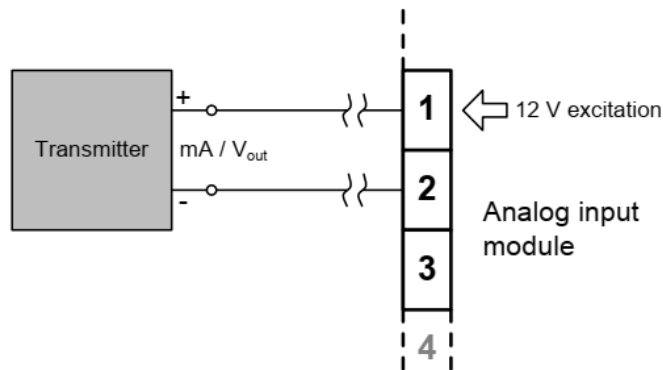 +
1
12 V excitation
Transmitter
mA / Vout
-
2
Analog input
module
3
4